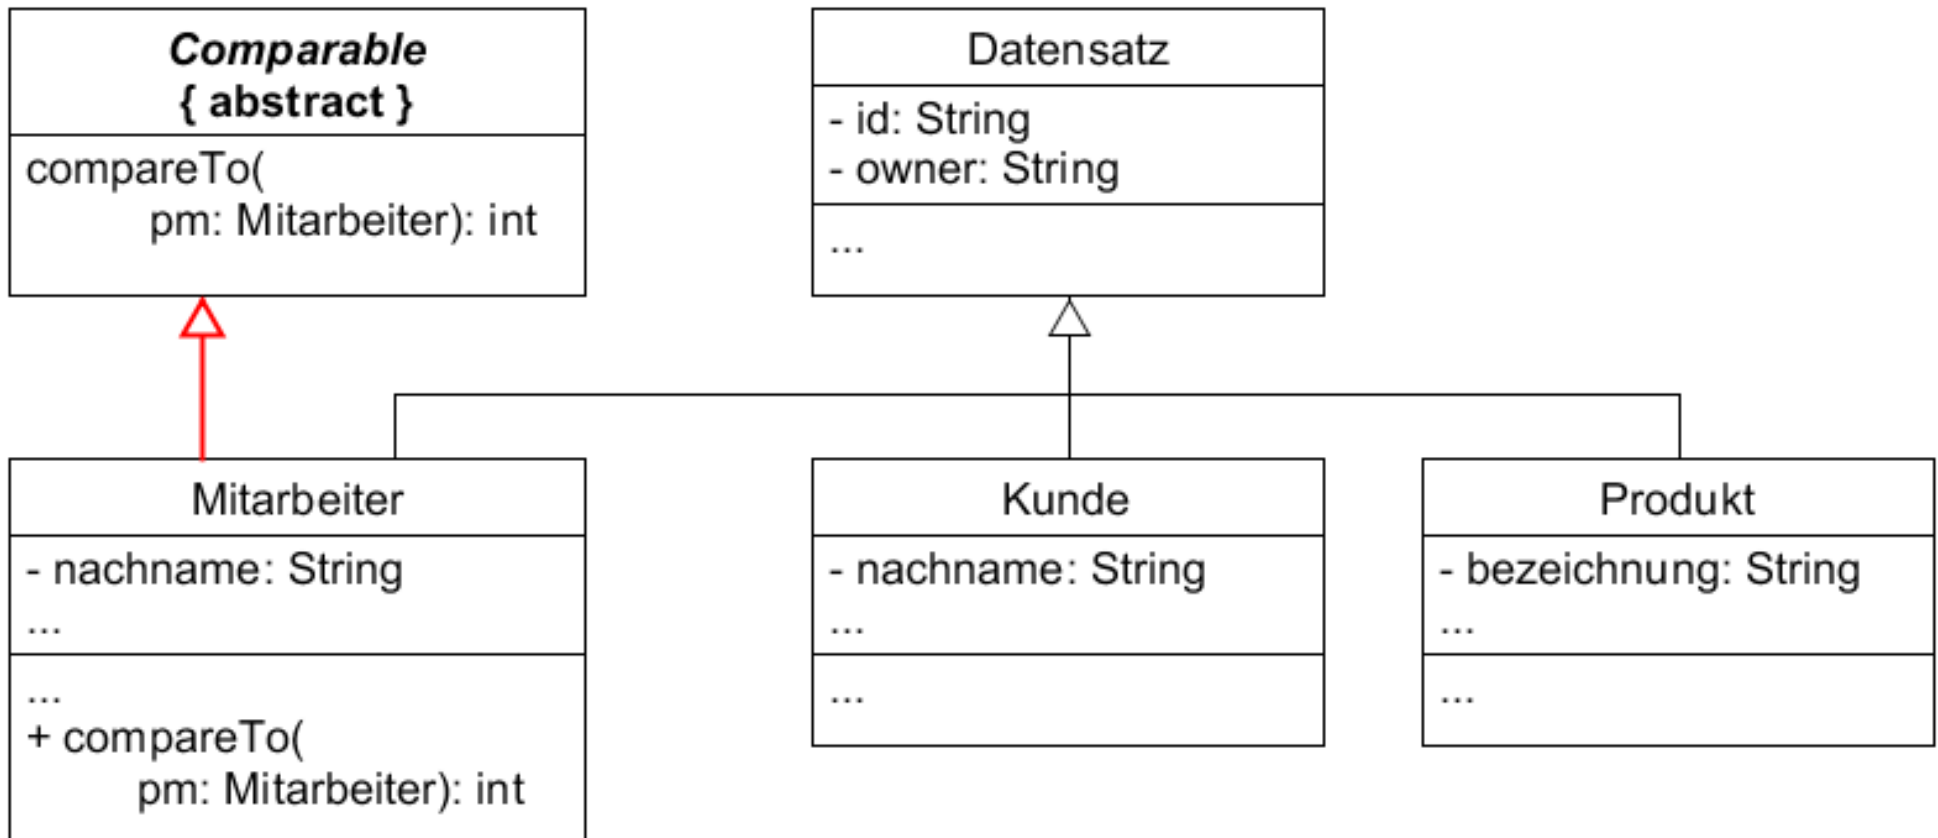 Comparable
{ abstract }
compareTo(
pm: Mitarbeiter): int
Datensatz
- id: String
- owner: String
...
Mitarbeiter
- nachname: String
...
...
+ compareTo(
pm: Mitarbeiter): int
Kunde
- nachname: String
...
...
Produkt
- bezeichnung: String
...
...